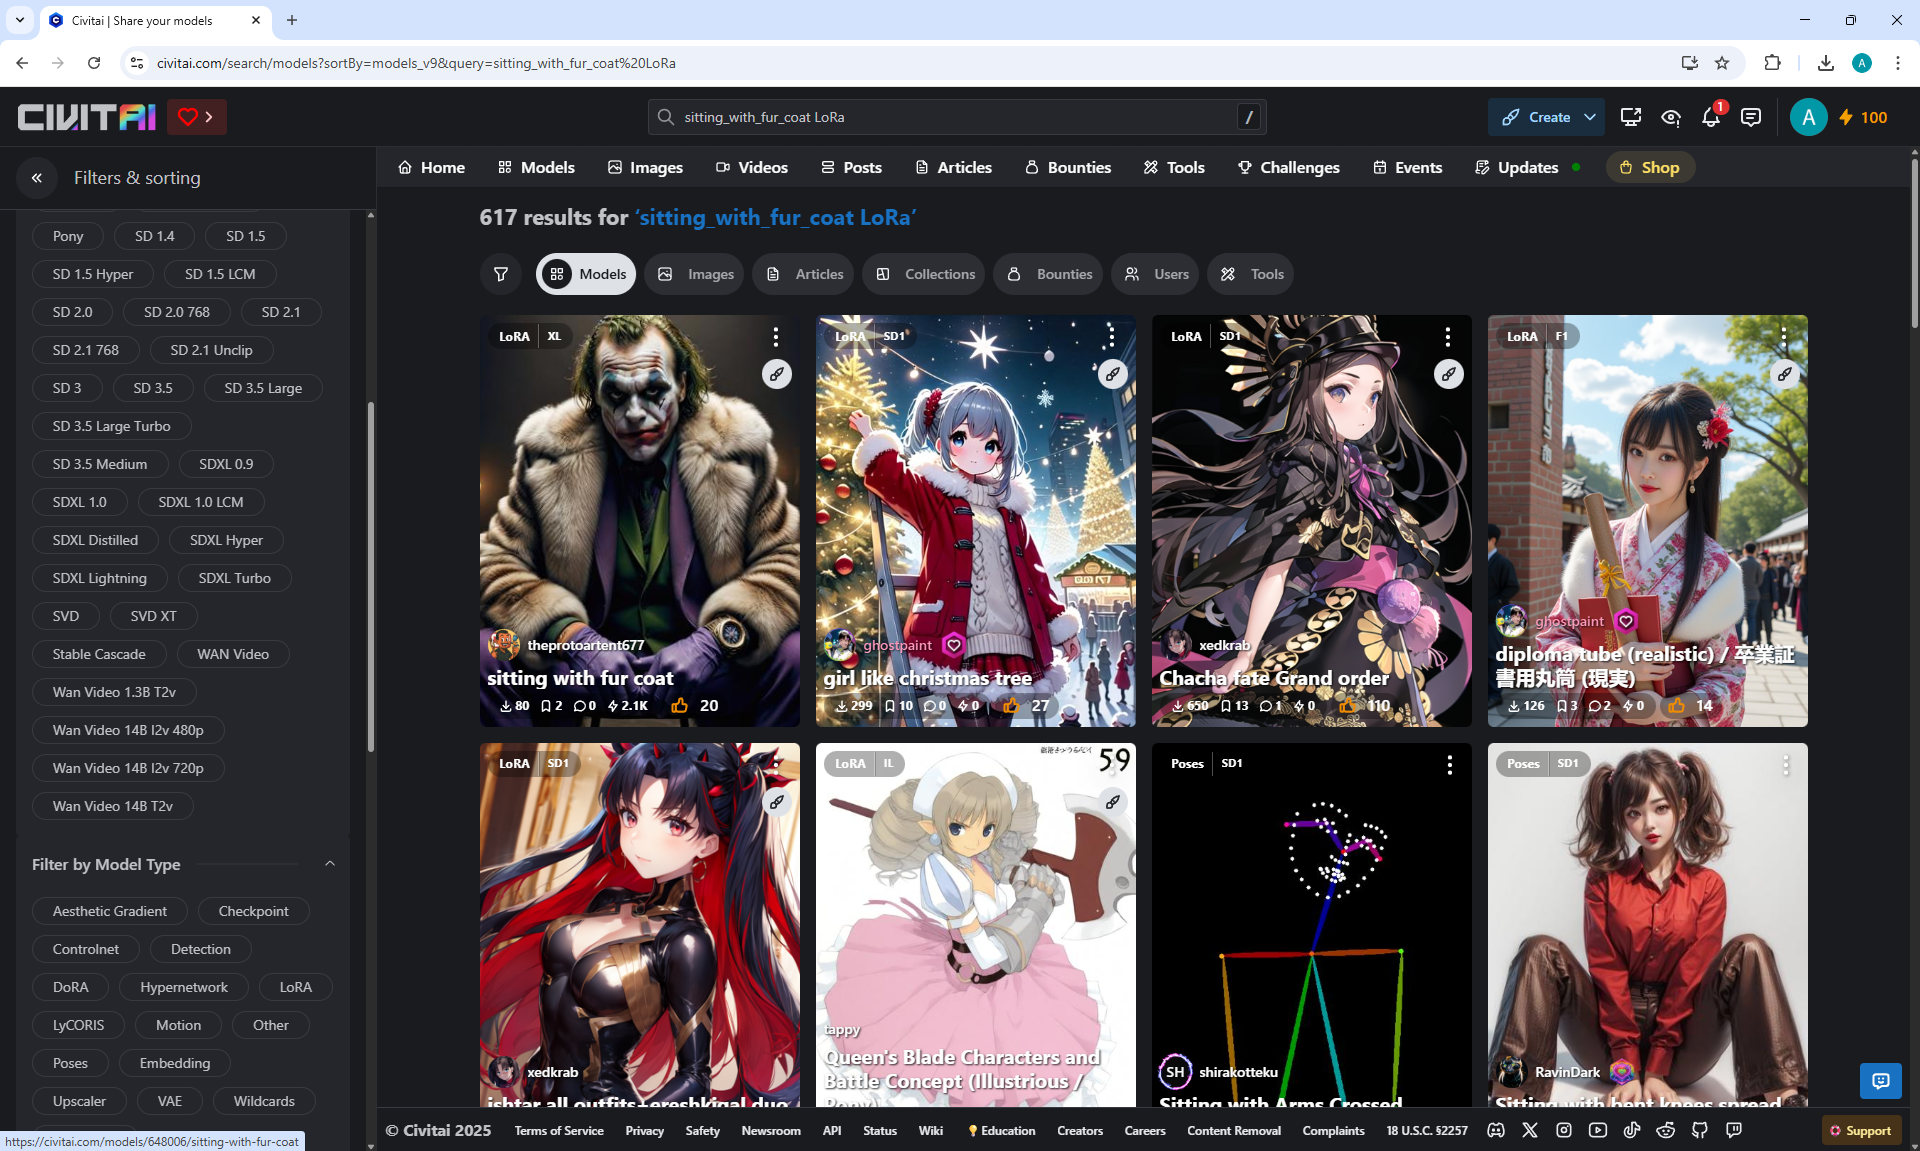 Civitai | Share your models
civitai.com/search/models?sortBy=models_v9&query=sitting_with_fur_coat%20LoRa
A
CIVITAI
sitting_with_fur_coat LoRa
/
Create
1
A
100
Filters & sorting
Home
Models
Images
Videos
Posts
Articles
Bounties
Tools
Challenges
Events
Updates
Shop
Pony
SD 1.4
SD 1.5
SD 1.5 Hyper
SD 1.5 LCM
SD 2.0
SD 2.0 768
SD 2.1
SD 2.1 768
SD 2.1 Unclip
SD 3
SD 3.5
SD 3.5 Large
SD 3.5 Large Turbo
SD 3.5 Medium
SDXL 0.9
SDXL 1.0
SDXL 1.0 LCM
SDXL Distilled
SDXL Hyper
SDXL Lightning
SDXL Turbo
SVD
SVD XT
Stable Cascade
WAN Video
Wan Video 1.3B T2v
Wan Video 14B I2v 480p
Wan Video 14B I2v 720p
Wan Video 14B T2v
Filter by Model Type
Aesthetic Gradient
Checkpoint
Controlnet
Detection
DoRA
Hypernetwork
LoRA
LyCORIS
Motion
Other
Poses
Embedding
Upscaler
VAE
Wildcards
https://civitai.com/models/648006/sitting-with-fur-coat
617 results for ‘sitting_with_fur_coat LoRa’
Models
Images
Articles
Collections
Bounties
Users
Tools
LoRA XL
theprotoartent677
sitting with fur coat
80 2 0 2.1K 20
LoRA SD1
ghostpaint
girl like christmas tree
299 10 0 0 27
LoRA SD1
xedkrab
Chacha fate Grand order
650 13 1 0 110
LoRA F1
ghostpaint
diploma tube (realistic) / 卒業証
書用丸筒 (現実)
126 3 2 0 14
LoRA SD1
xedkrab
ishtar all outfits+ereshkigal duo
LoRA IL
59
tappy
Queen's Blade Characters and
Battle Concept (Illustrious /
Pony)
Poses SD1
SH
shirakotteku
Sitting with Arms Crossed
Poses SD1
RavinDark
Sitting with bent knees spread
© Civitai 2025
Terms of Service
Privacy
Safety
Newsroom
API
Status
Wiki
Education
Creators
Careers
Content Removal
Complaints
18 U.S.C. §2257
Support